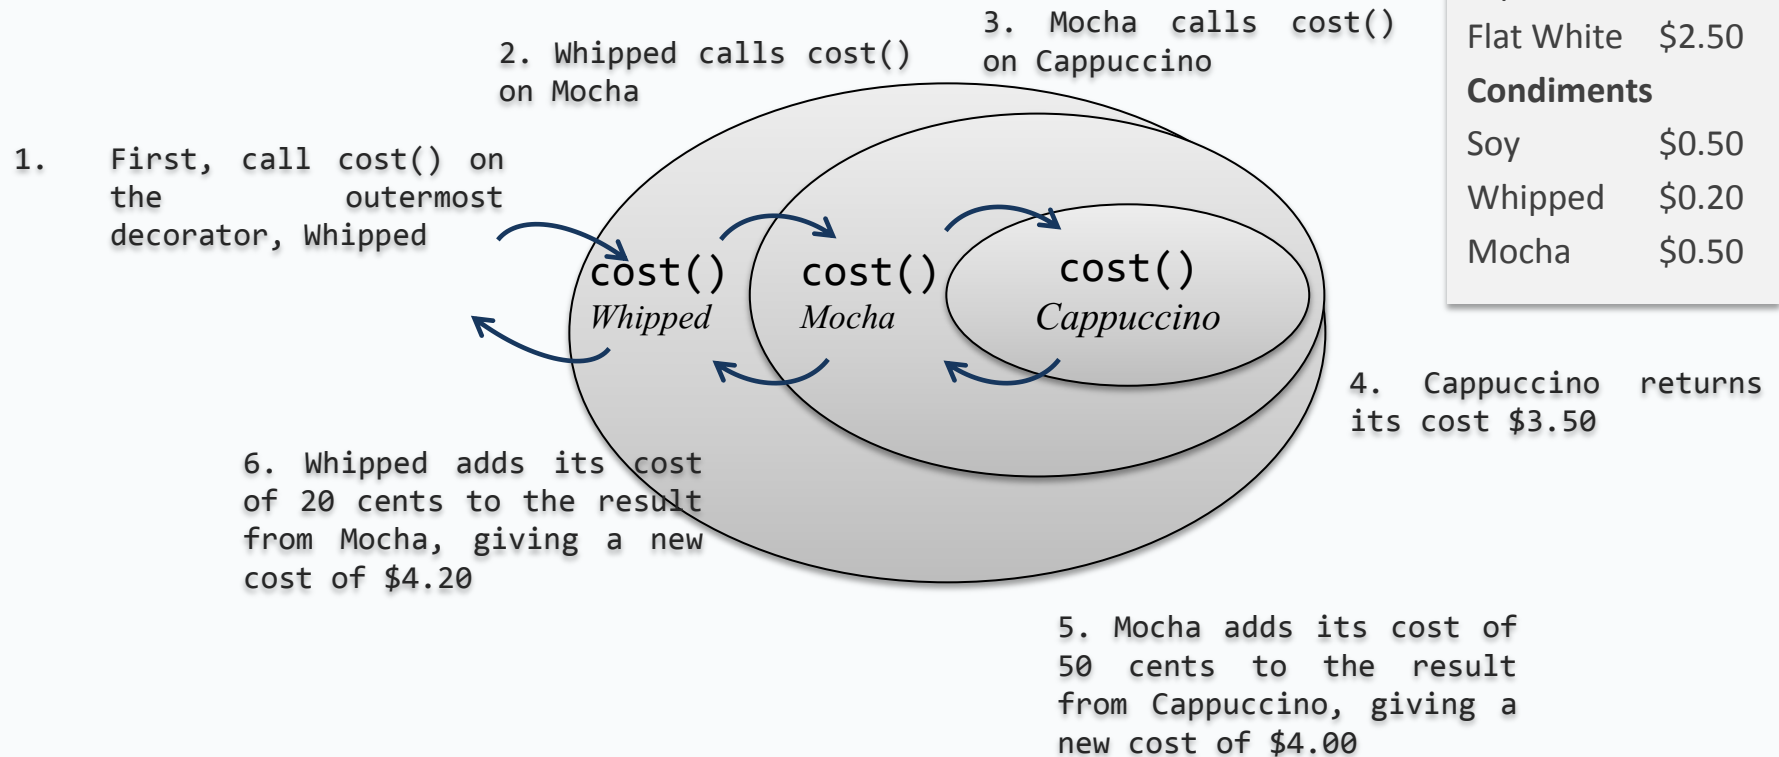 3. Mocha calls cost()
on Cappuccino
2. Whipped calls cost()
on Mocha
1. First, call cost() on
the outermost
decorator, Whipped
Flat White $2.50
Condiments
Soy $0.50
Whipped $0.20
Mocha $0.50
cost() cost() cost()
Whipped Mocha Cappuccino
4. Cappuccino returns
its cost $3.50
6. Whipped adds its cost
of 20 cents to the result
from Mocha, giving a new
cost of $4.20
5. Mocha adds its cost of
50 cents to the result
from Cappuccino, giving a
new cost of $4.00